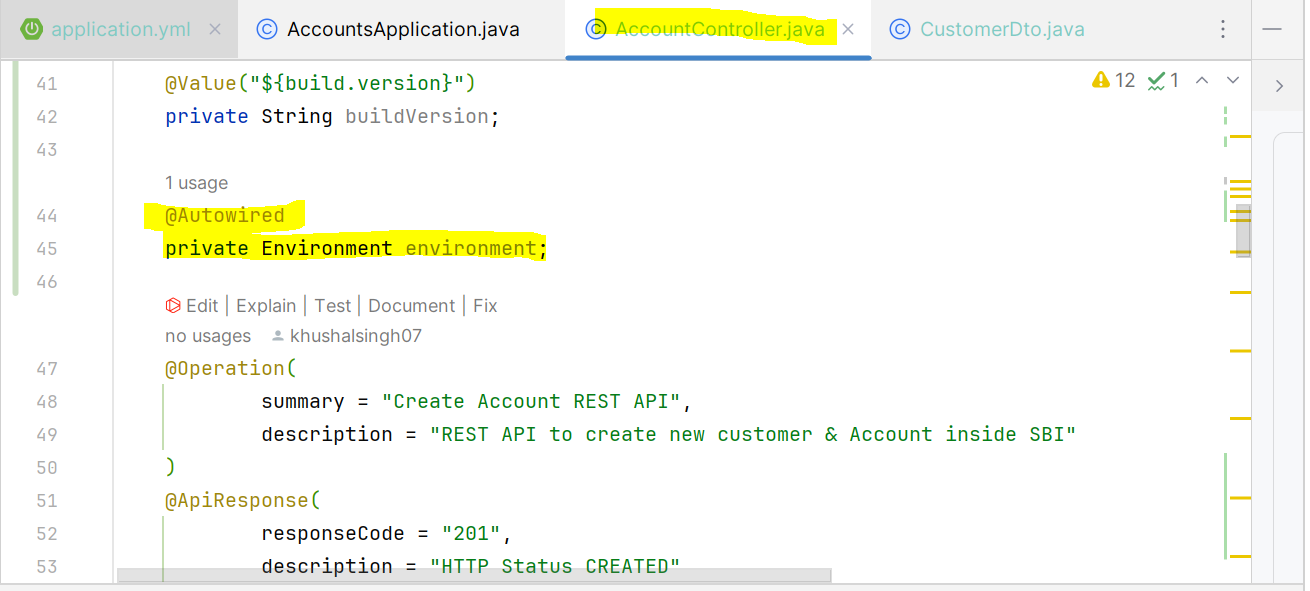 application.yml AccountsApplication.java AccountController.java CustomerDto.java
41 @Value("${build.version}") 12 1
42 private String buildVersion;
43
1 usage
44 @Autowired
45 private Environment environment;
46
Edit | Explain | Test | Document | Fix
no usages khushalsingh07
47 @Operation(
48 summary = "Create Account REST API",
49 description = "REST API to create new customer & Account inside SBI"
50 )
51 @ApiResponse(
52 responseCode = "201",
53 description = "HTTP Status CREATED"